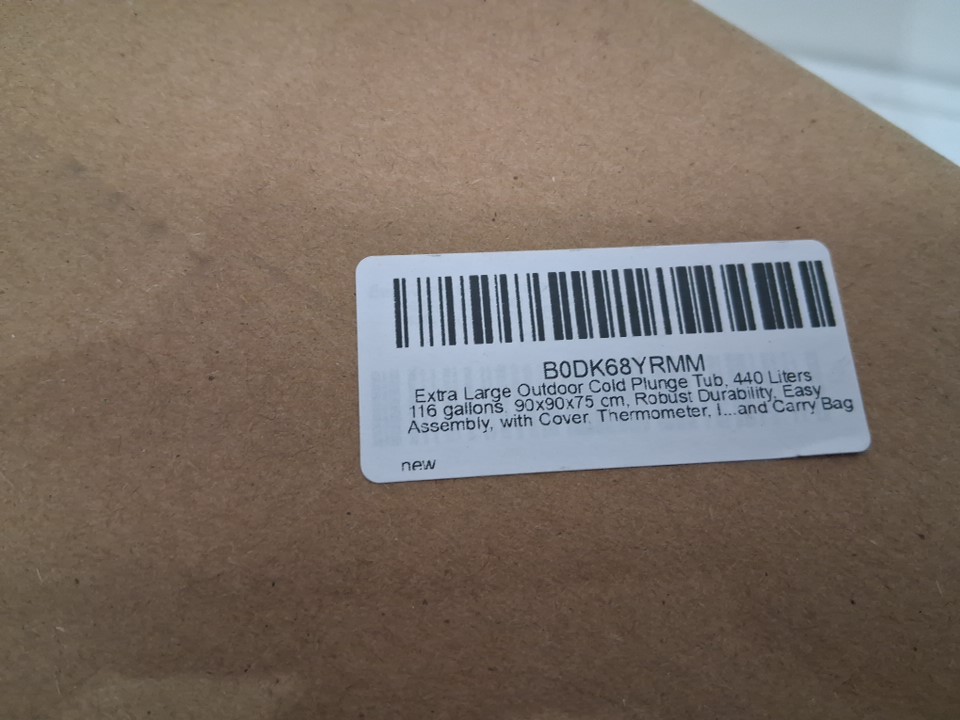 B0DK68YRMM
Extra Large Outdoor Cold Plunge Tub, 440 Liters
116 gallons, 90x90x75 cm, Robust Durability, Easy
Assembly, with Cover, Thermometer, I...and Carry Bag
new